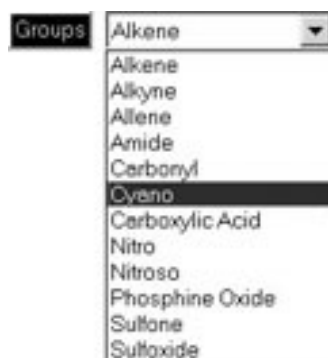 Groups Alkene
Alkene
Alkyne
Allene
Amide
Carbonyl
Cyano
Carboxylic Acid
Nitro
Nitroso
Phosphine Oxide
Sulfone
Sulfoxide